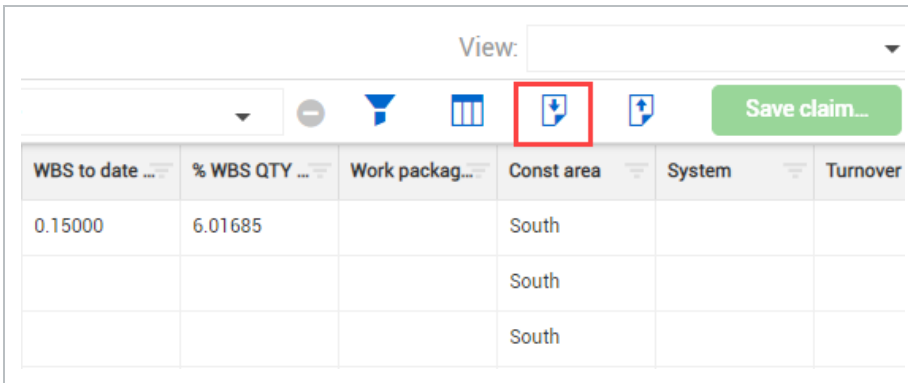 View:
Save claim...
WBS to date ... % WBS QTY ... Work packag... Const area System Turnover
0.15000 6.01685 South
South
South